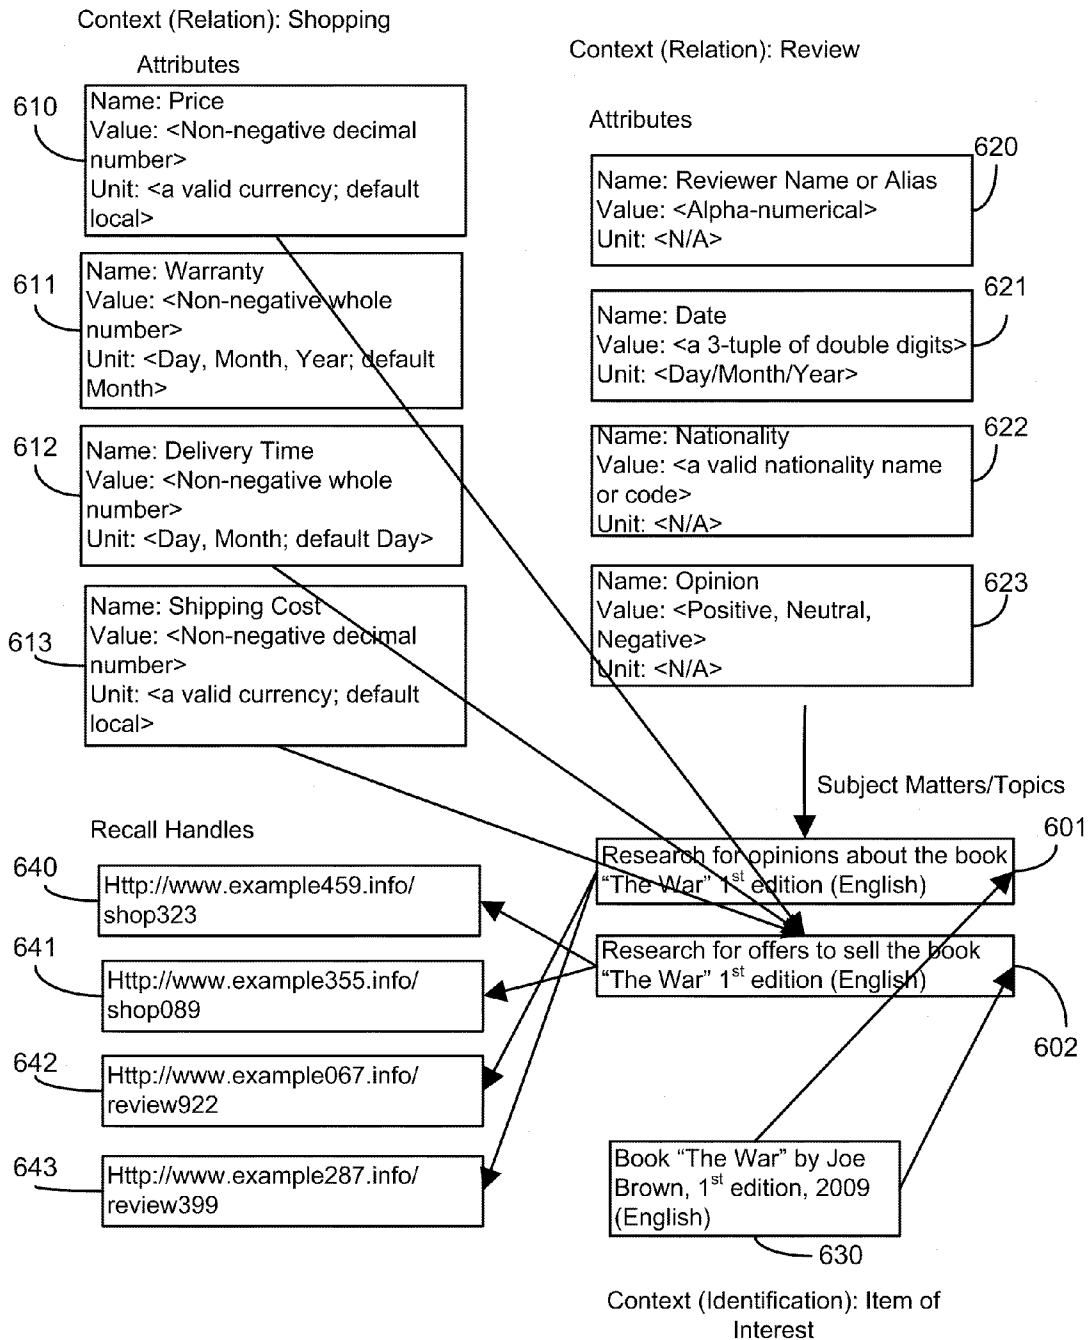 Context (Relation): Shopping
Attributes
610
Name: Price
Value: <Non-negative decimal
number>
Unit: <a valid currency; default
local>
611
Name: Warranty
Value: <Non-negative whole
number>
Unit: <Day, Month, Year; default
Month>
612
Name: Delivery Time
Value: <Non-negative whole
number>
Unit: <Day, Month; default Day>
613
Name: Shipping Cost
Value: <Non-negative decimal
number>
Unit: <a valid currency; default
local>
Context (Relation): Review
Attributes
620
Name: Reviewer Name or Alias
Value: <Alpha-numerical>
Unit: <N/A>
621
Name: Date
Value: <a 3-tuple of double digits>
Unit: <Day/Month/Year>
622
Name: Nationality
Value: <a valid nationality name
or code>
Unit: <N/A>
623
Name: Opinion
Value: <Positive, Neutral,
Negative>
Unit: <N/A>
Subject Matters/Topics
601
Research for opinions about the book
“The War” 1st edition (English)
Research for offers to sell the book
“The War” 1st edition (English)
602
Recall Handles
640
Http://www.example459.info/
shop323
641
Http://www.example355.info/
shop089
642
Http://www.example067.info/
review922
643
Http://www.example287.info/
review399
Book “The War” by Joe
Brown, 1st edition, 2009
(English)
630
Context (Identification): Item of
Interest